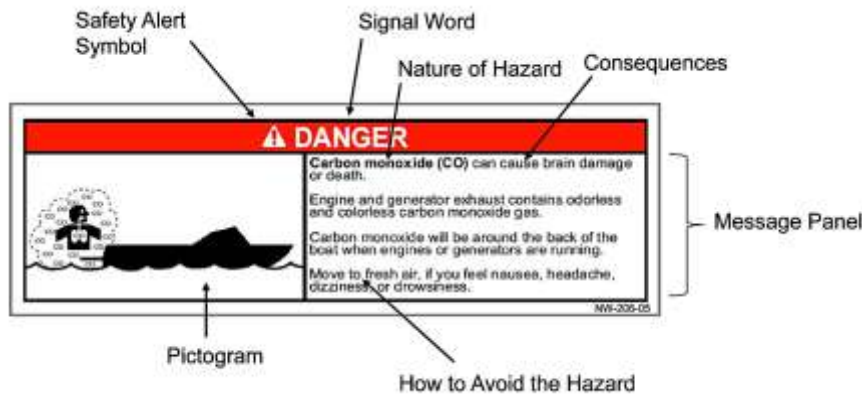 Safety Alert
Symbol
Signal Word
Nature of Hazard
Consequences
DANGER
Carbon monoxide (CO) can cause brain damage
or death.
Engine and generator exhaust contains odorless
and colorless carbon monoxide gas.
Carbon monoxide will be around the back of the
boat when engines or generators are running.
Move to fresh air, if you feel nausea, headache,
dizziness, or drowsiness.
NW-206-05
Message Panel
Pictogram
How to Avoid the Hazard